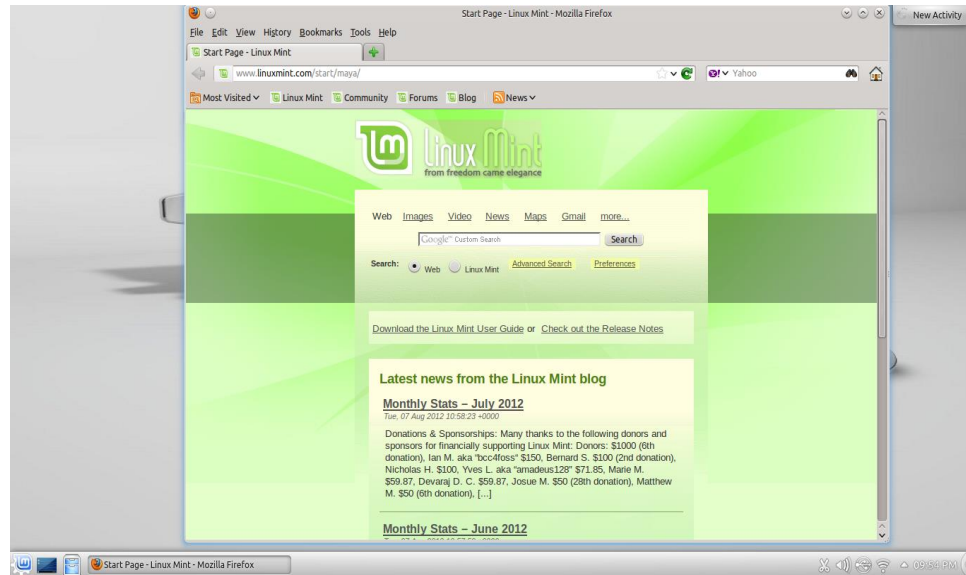 Start Page - Linux Mint - Mozilla Firefox
New Activity
File Edit View History Bookmarks Tools Help
Start Page - Linux Mint
www.linuxmint.com/start/maya/
Yahoo
Most Visited Linux Mint Community Forums Blog News
Linux Mint
from freedom came elegance
Web Images Video News Maps Gmail more...
Google™ Custom Search Search
Search: Web Linux Mint Advanced Search Preferences
Download the Linux Mint User Guide or Check out the Release Notes
Latest news from the Linux Mint blog
Monthly Stats – July 2012
Tue, 07 Aug 2012 10:58:23 +0000
Donations & Sponsorships: Many thanks to the following donors and
sponsors for financially supporting Linux Mint: Donors: $1000 (6th
donation), Ian M. aka "bcc4foss" $150, Bernard S. $100 (2nd donation),
Nicholas H. $100, Yves L. aka "amadeus128" $71.85, Marie M.
$59.87, Devaraj D. C. $59.87, Josue M. $50 (28th donation), Matthew
M. $50 (6th donation), […]
Monthly Stats – June 2012
Start Page - Linux Mint - Mozilla Firefox
09:54 PM